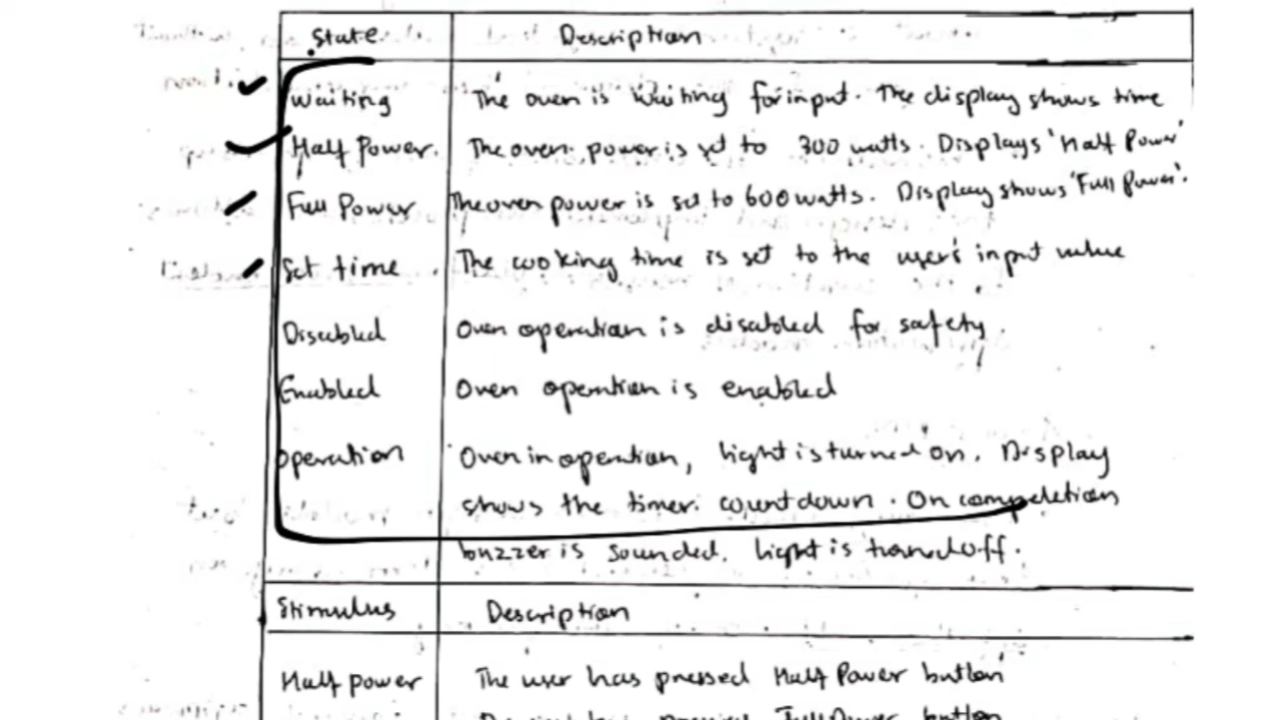 State Description
Waiting The oven is waiting for input. The display shows time
Half Power. The oven power is set to 300 watts. Displays 'Half Power'
Full Power The oven power is set to 600 watts. Display shows 'Full Power'.
Set time The cooking time is set to the user's input value
Disabled Oven operation is disabled for safety.
Enabled Oven operation is enabled
operation Oven in operation, light is turned on. Display
shows the timer countdown. On completion
buzzer is sounded. light is turned off.
Stimulus Description
Half power The user has pressed Half Power button
pressed Full Power button